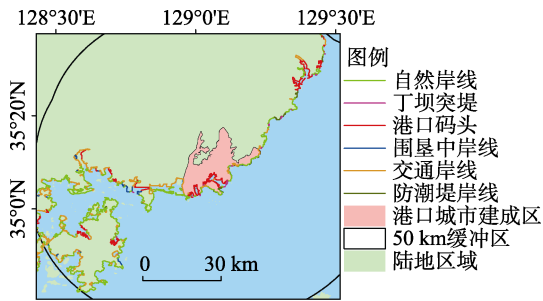 128°30′E 129°0′E 129°30′E
35°20′N
35°0′N
0 30 km
图例
自然岸线
丁坝突堤
港口码头
围垦中岸线
交通岸线
防潮堤岸线
港口城市建成区
50 km缓冲区
陆地区域